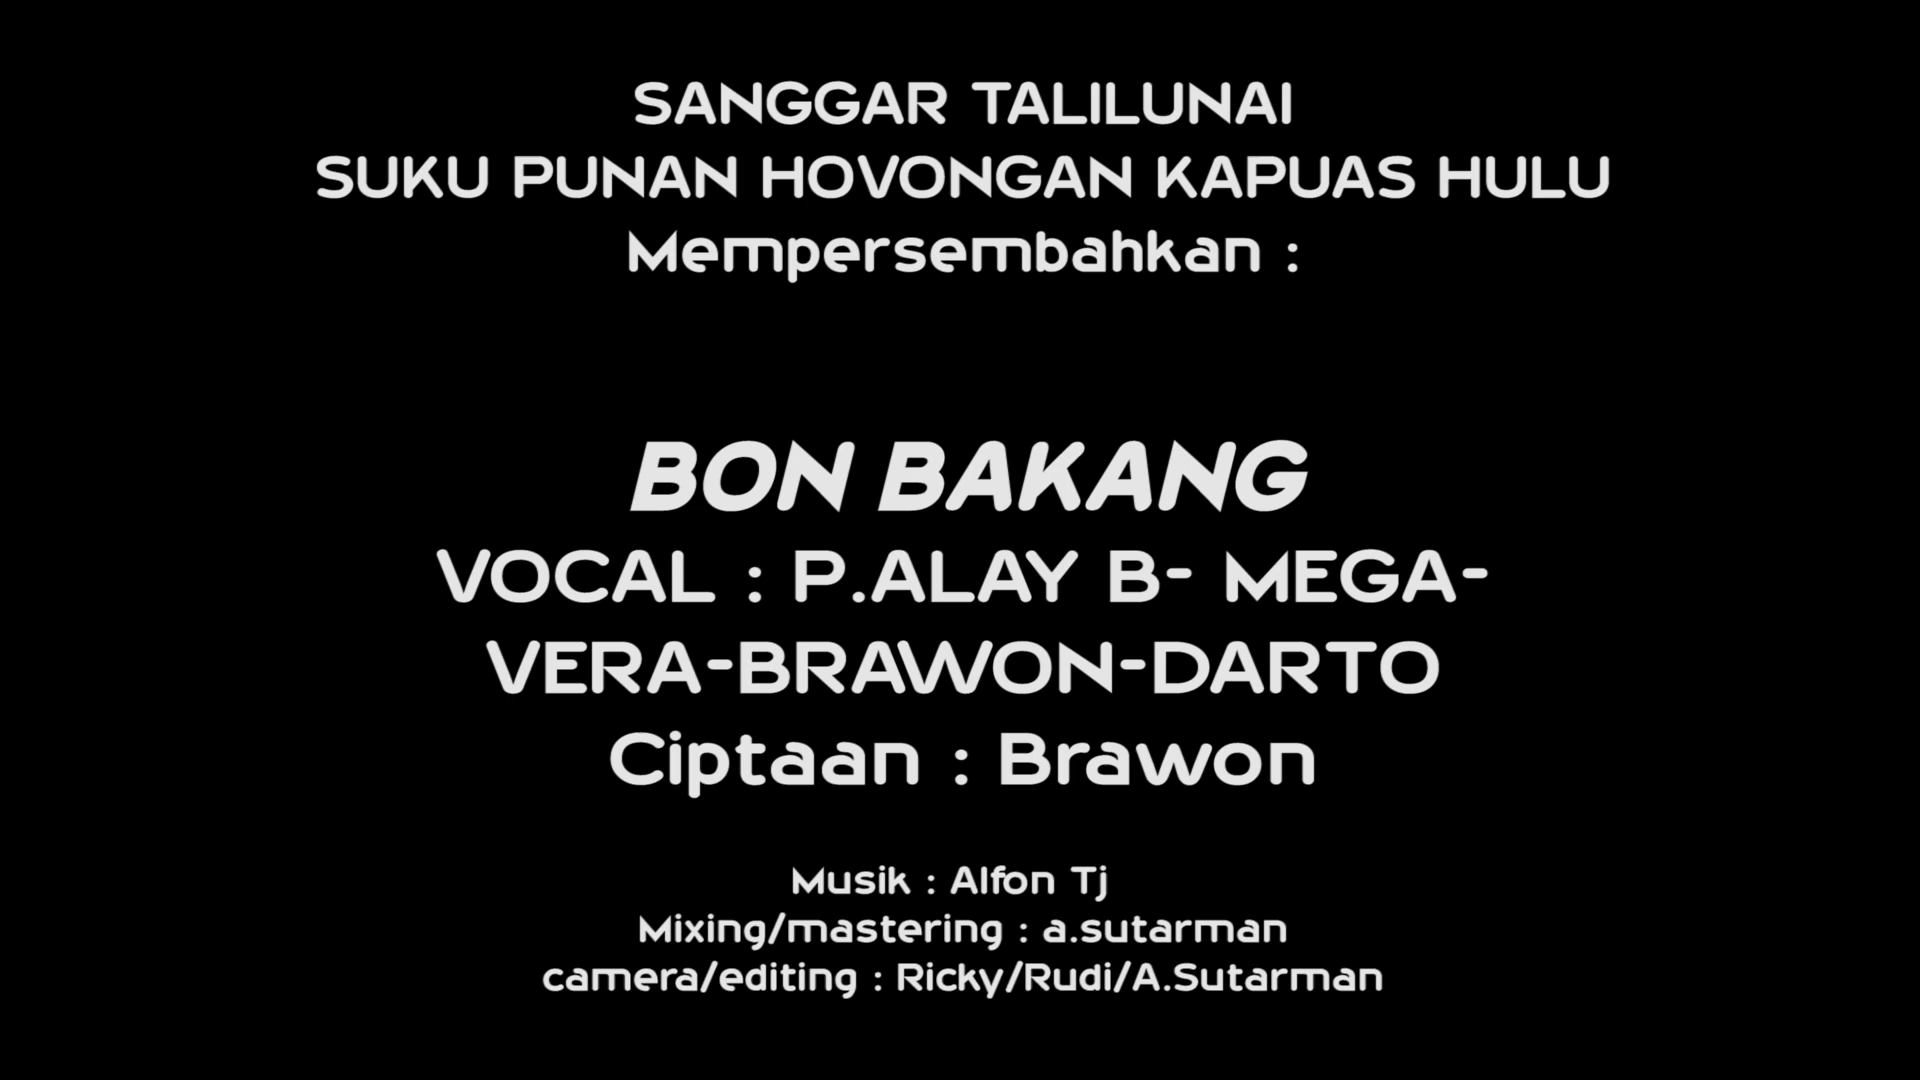 SANGGAR TALILUNAI
SUKU PUNAN HOVONGAN KAPUAS HULU
Mempersembahkan :
BON BAKANG
VOCAL : P.ALAY B- MEGA-
VERA-BRAWON-DARTO
Ciptaan : Brawon
Musik : Alfon Tj
Mixing/mastering : a.sutarman
camera/editing : Ricky/Rudi/A.Sutarman